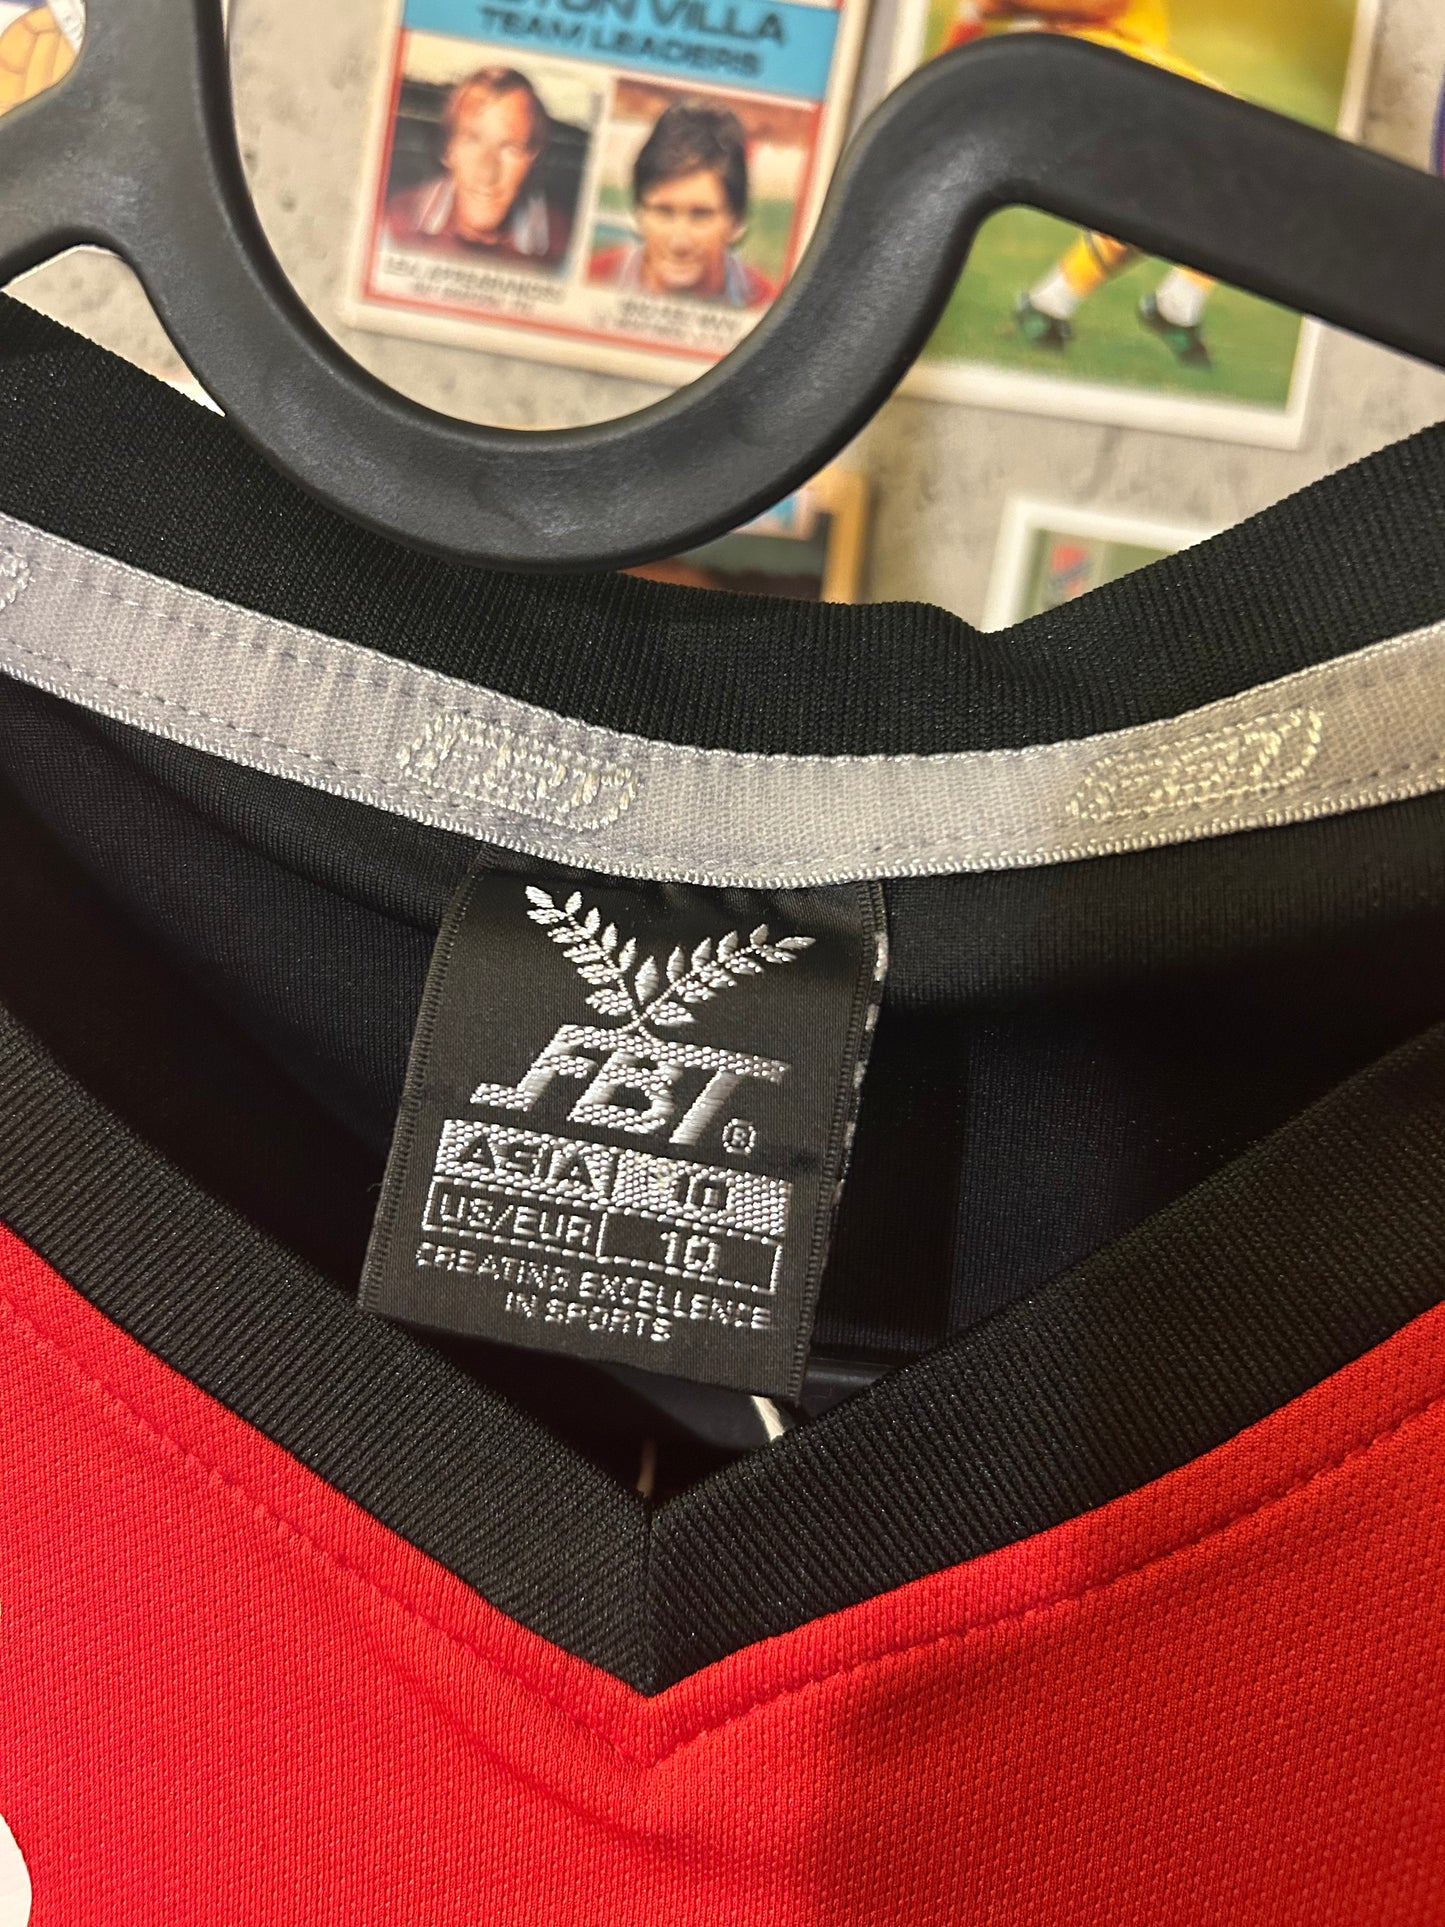 ASTON VILLA
TEAM LEADERS
FBT®
ASIA 10
US/EUR 10
CREATING EXCELLENCE
IN SPORTS